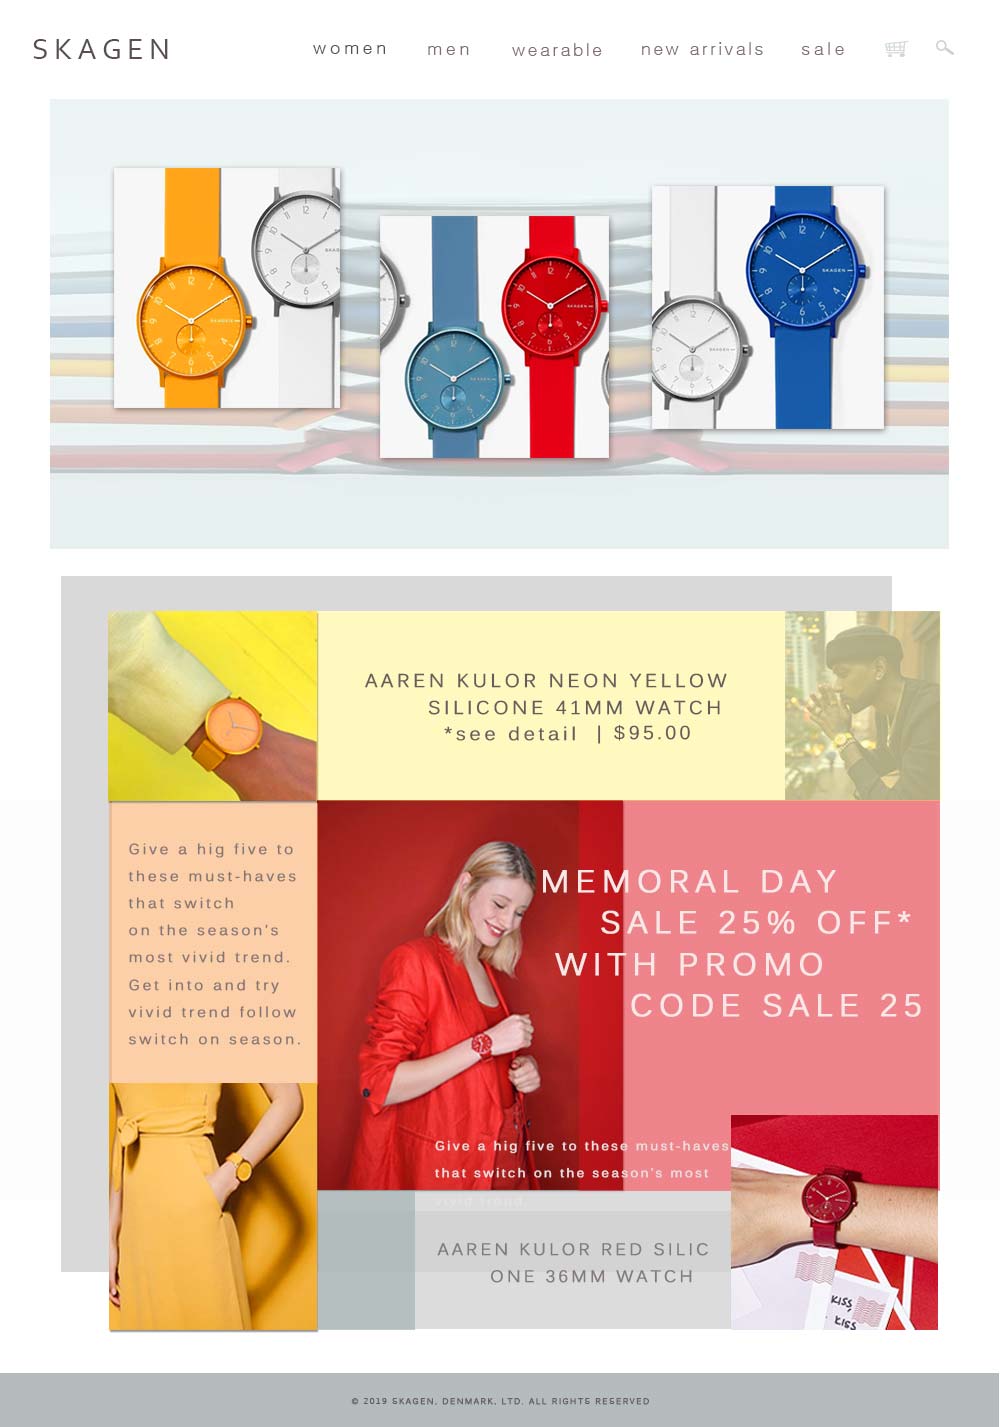 SKAGEN
women men wearable new arrivals sale
AAREN KULOR NEON YELLOW
SILICONE 41MM WATCH
*see detail | $95.00
Give a hig five to
these must-haves
that switch
on the season's
most vivid trend.
Get into and try
vivid trend follow
switch on season.
MEMORAL DAY
SALE 25% OFF*
WITH PROMO
CODE SALE 25
Give a hig five to these must-haves
that switch on the season's most
vivid trend.
AAREN KULOR RED SILIC
ONE 36MM WATCH
KISS,
KISS
© 2019 SKAGEN, DENMARK, LTD. ALL RIGHTS RESERVED